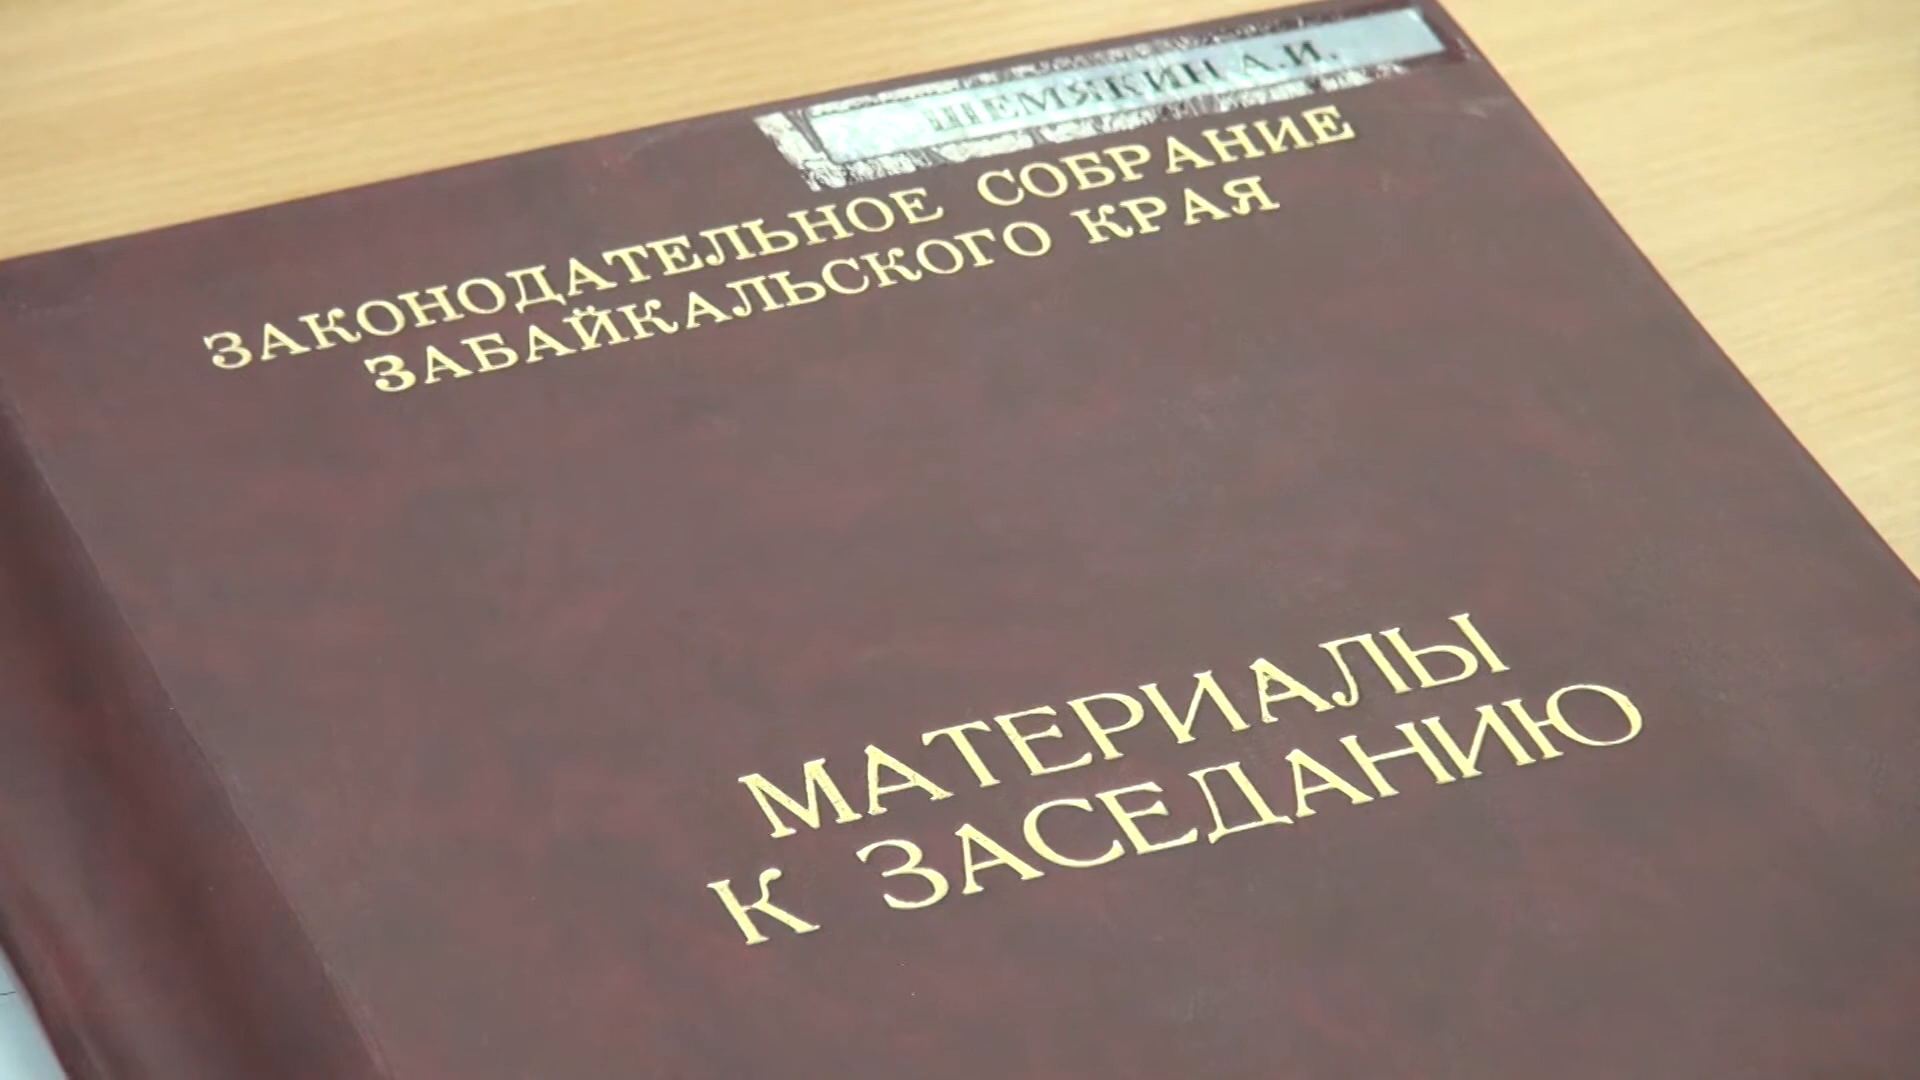 ШЕМЯКИН А.И.
ЗАКОНОДАТЕЛЬНОЕ СОБРАНИЕ
ЗАБАЙКАЛЬСКОГО КРАЯ
МАТЕРИАЛЫ
К ЗАСЕДАНИЮ